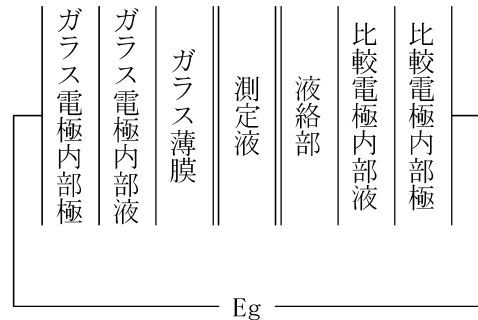 ガラス電極内部極
ガラス電極内部液
ガラス薄膜
測定液
液絡部
比較電極内部液
比較電極内部極
Eg